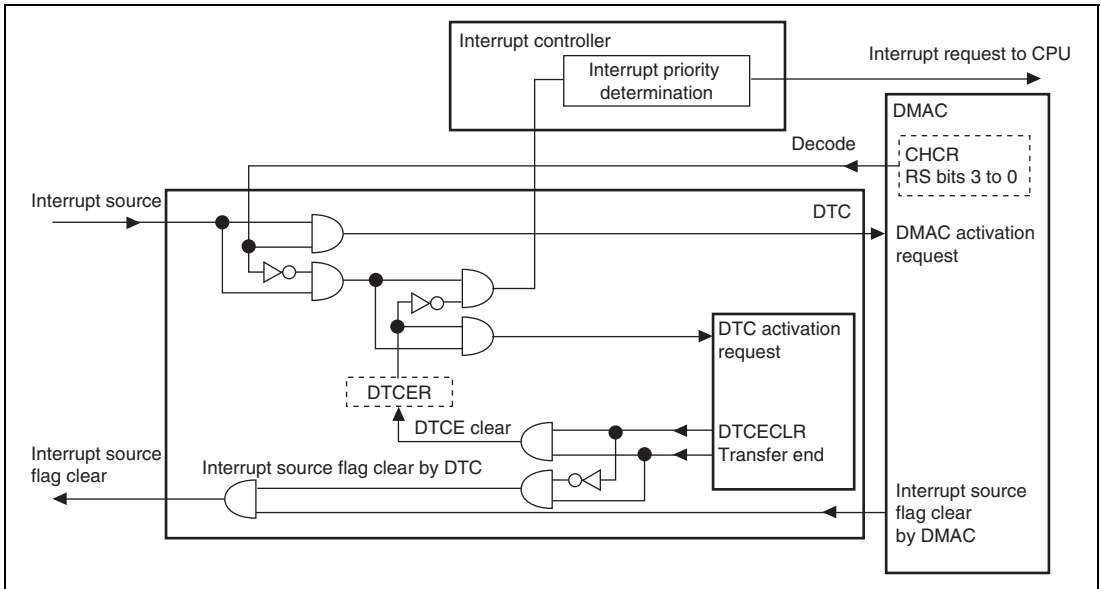 Interrupt controller
Interrupt priority
determination
Interrupt request to CPU
DMAC
Decode
CHCR
RS bits 3 to 0
Interrupt source
DTC
DMAC activation
request
DTC activation
request
DTCER
DTCE clear
DTCECLR
Transfer end
Interrupt source
flag clear
Interrupt source flag clear by DTC
Interrupt source
flag clear
by DMAC